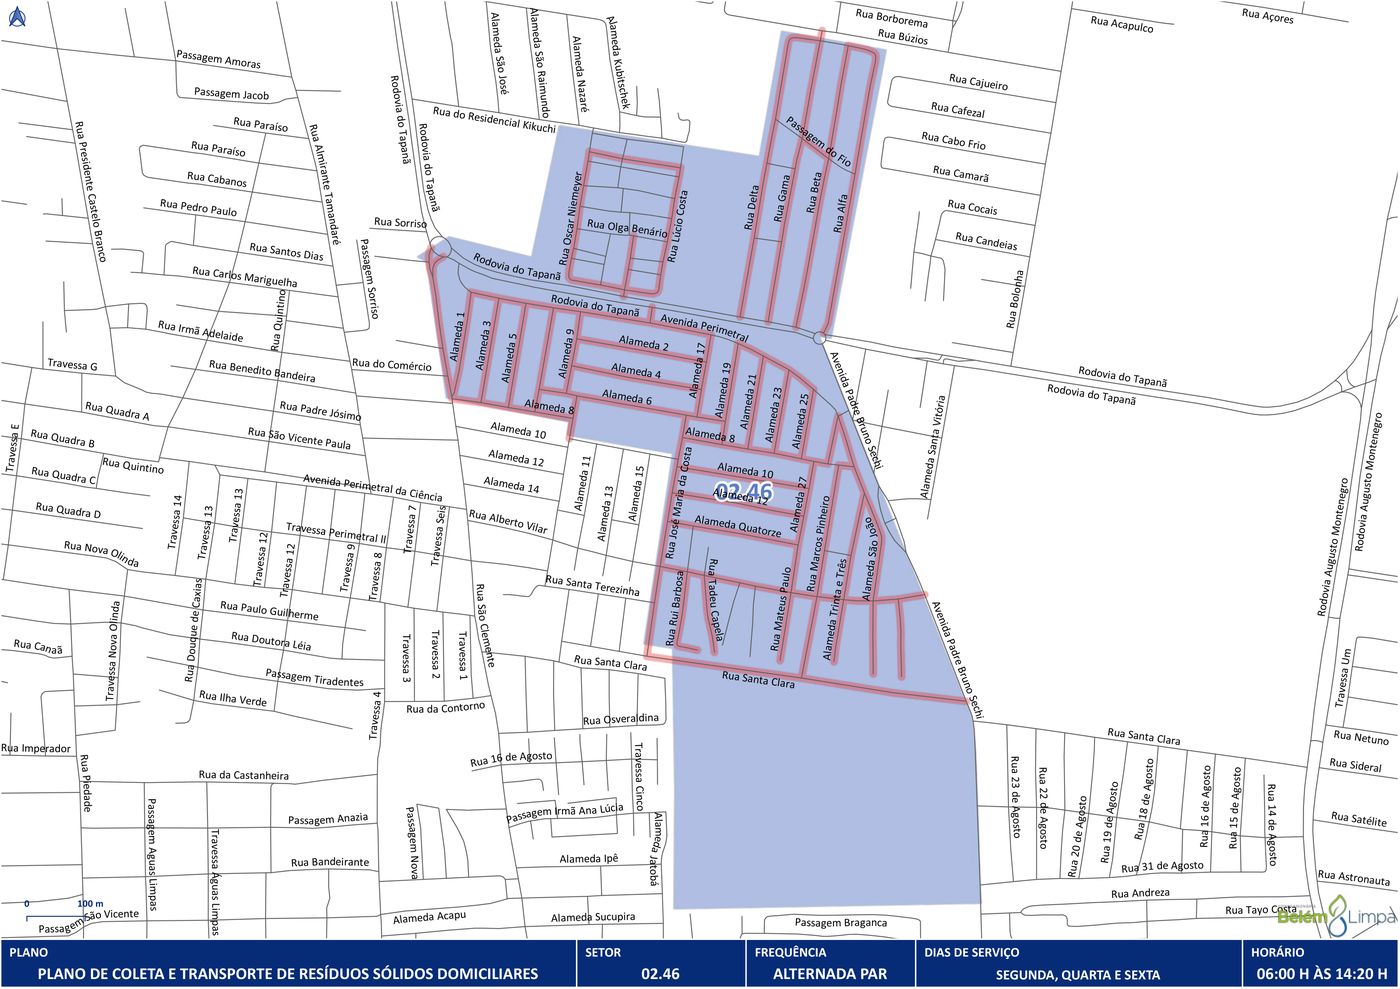 Rua Borborema
Rua Búzios
Rua Acapulco
Rua Açores
Passagem Amoras
Passagem Jacob
Rua Paraíso
Rua Paraíso
Rua Cabanos
Rua Pedro Paulo
Rua Santos Dias
Rua Carlos Mariguelha
Rua Irmã Adelaide
Rua Quintino
Rua Presidente Castelo Branco
Rua Almirante Tamandaré
Passagem Sorriso
Rodovia do Tapanã
Rodovia do Tapanã
Rua Sorriso
Alameda São José
Alameda São Raimundo
Alameda Nazaré
Alameda Kubitschek
Rua do Residencial Kikuchi
Rua Oscar Niemeyer
Rua Olga Benário
Rua Lúcio Costa
Passagem do Fio
Rua Delta
Rua Gama
Rua Beta
Rua Alfa
Rua Cajueiro
Rua Cafezal
Rua Cabo Frio
Rua Camarã
Rua Cocais
Rua Candeias
Rua Bolonha
Rodovia do Tapanã
Rodovia do Tapanã
Avenida Perimetral
Rodovia do Tapanã
Rodovia do Tapanã
Travessa G
Rua do Comércio
Rua Benedito Bandeira
Rua Padre Jósimo
Rua São Vicente Paula
Rua Quadra A
Rua Quadra B
Rua Quadra C
Rua Quadra D
Rua Quintino
Travessa E
Rua Nova Olinda
Avenida Perimetral da Ciência
Travessa Perimetral II
Travessa 14
Travessa 13
Travessa 13
Travessa 12
Travessa 12
Travessa 9
Travessa 8
Travessa 7
Travessa Seis
Alameda 1
Alameda 3
Alameda 5
Alameda 9
Alameda 2
Alameda 4
Alameda 6
Alameda 8
Alameda 17
Alameda 19
Alameda 21
Alameda 23
Alameda 25
Alameda 8
Alameda 10
Alameda 12
Alameda 14
Alameda 11
Alameda 13
Alameda 15
Alameda 10
02.46
Alameda 12
Alameda Quatorze
Alameda 27
Rua José Maria da Costa
Rua Marcos Pinheiro
Alameda São João
Alameda Trinta e Três
Rua Mateus Paulo
Rua Tadeu Capela
Rua Rui Barbosa
Avenida Padre Bruno Sechi
Avenida Padre Bruno Sechi
Alameda Santa Vitória
Rodovia Augusto Montenegro
Rodovia Augusto Montenegro
Rua Alberto Vilar
Rua Santa Terezinha
Rua São Clemente
Rua Paulo Guilherme
Rua Doutora Léia
Passagem Tiradentes
Rua Ilha Verde
Rua Douque de Caxias
Travessa Nova Olinda
Rua Canaã
Travessa 3
Travessa 2
Travessa 1
Travessa 4
Rua da Contorno
Rua Santa Clara
Rua Santa Clara
Rua Santa Clara
Rua Osveraldina
Rua 16 de Agosto
Travessa Cinco
Passagem Irmã Ana Lúcia
Alameda Ipê
Alameda Jatobá
Alameda Sucupira
Alameda Acapu
Passagem Nova
Rua Imperador
Rua Piedade
Rua da Castanheira
Passagem Anazia
Rua Bandeirante
Passagem Aguas Limpas
Travessa Águas Limpas
Passagem São Vicente
Passagem Braganca
Rua 23 de Agosto
Rua 22 de Agosto
Rua 20 de Agosto
Rua 19 de Agosto
Rua 18 de Agosto
Rua 16 de Agosto
Rua 15 de Agosto
Rua 14 de Agosto
Rua 31 de Agosto
Rua Andreza
Rua Tayo Costa
Travessa Um
Rua Netuno
Rua Sideral
Rua Satélite
Rua Astronauta
0 100 m
Belém Limpa
PLANO
PLANO DE COLETA E TRANSPORTE DE RESÍDUOS SÓLIDOS DOMICILIARES
SETOR
02.46
FREQUÊNCIA
ALTERNADA PAR
DIAS DE SERVIÇO
SEGUNDA, QUARTA E SEXTA
HORÁRIO
06:00 H ÀS 14:20 H